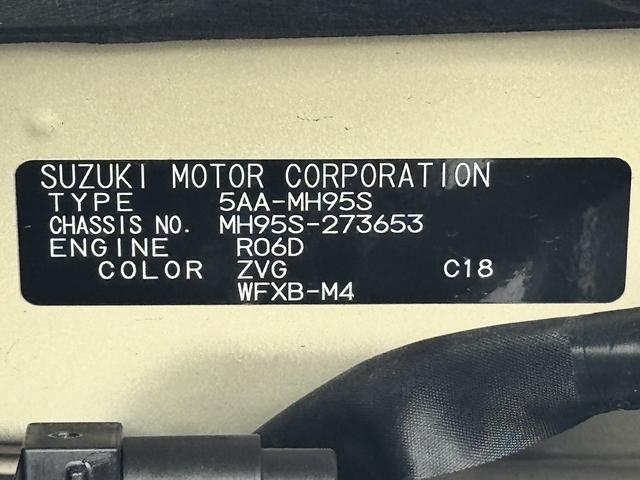 SUZUKI MOTOR CORPORATION
TYPE 5AA-MH95S
CHASSIS NO. MH95S-273653
ENGINE R06D
COLOR ZVG C18
WFXB-M4